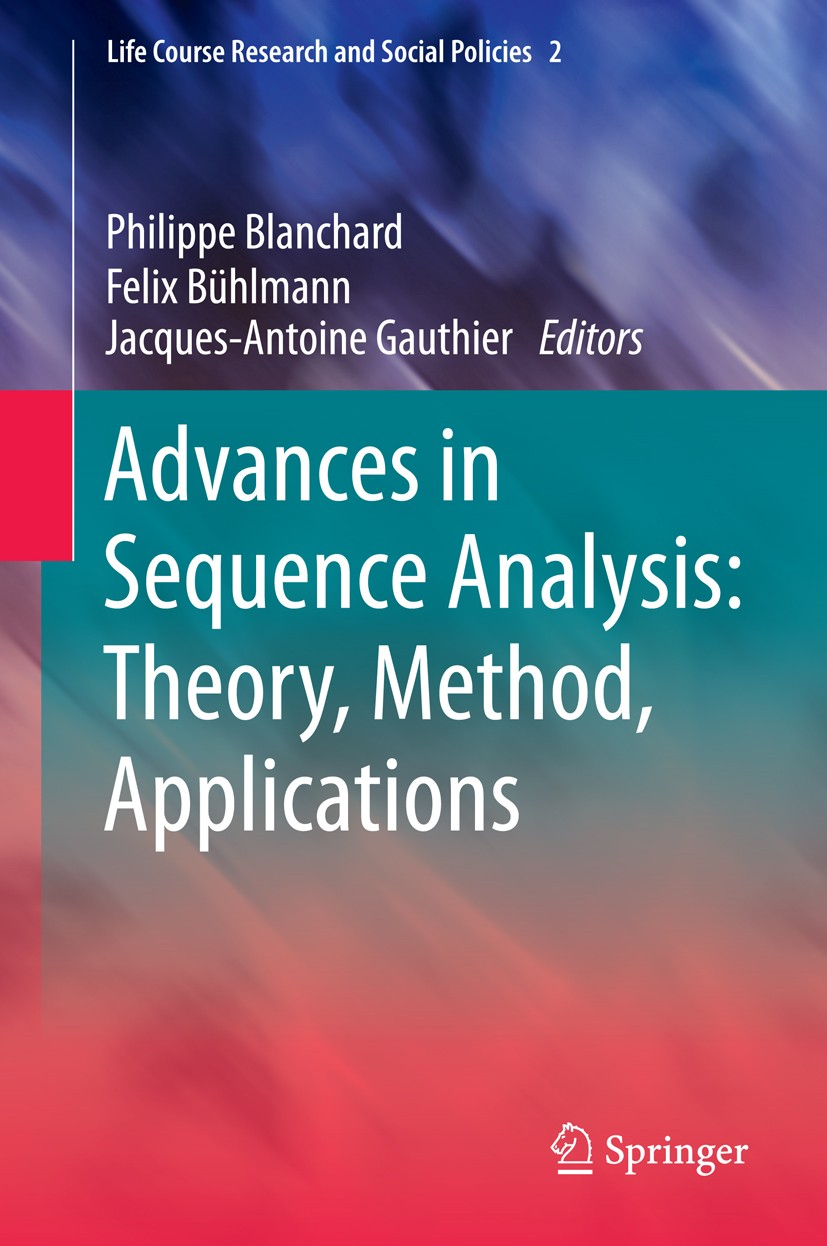 Life Course Research and Social Policies 2
Philippe Blanchard
Felix Bühlmann
Jacques-Antoine Gauthier Editors
Advances in
Sequence Analysis:
Theory, Method,
Applications
Springer